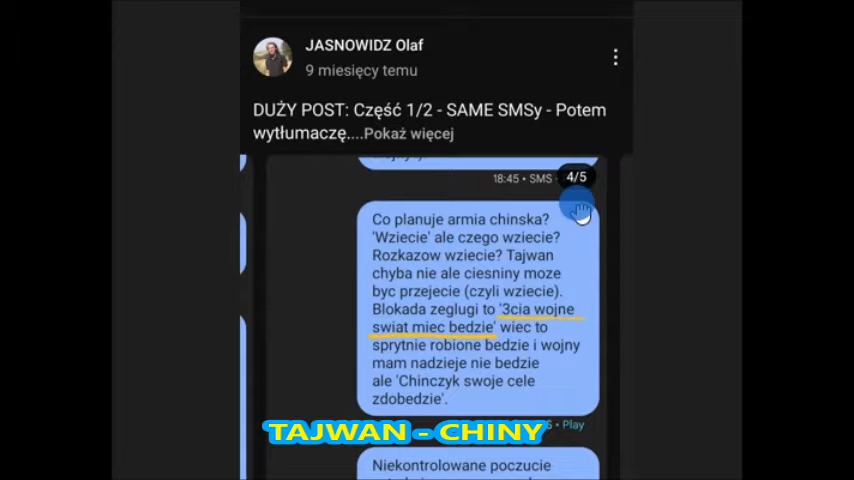 JASNOWIDZ Olaf
9 miesięcy temu
DUŻY POST: Część 1/2 - SAME SMSy - Potem
wytłumaczę....Pokaż więcej
18:45 • SMS
4/5
Co planuje armia chinska?
'Wziecie' ale czego wziecie?
Rozkazow wziecie? Tajwan
chyba nie ale ciesniny moze
byc przejecie (czyli wziecie).
Blokada zeglugi to '3cia wojne
swiat miec bedzie' wiec to
sprytnie robione bedzie i wojny
mam nadzieje nie bedzie
ale 'Chinczyk swoje cele
zdobedzie'.
• Play
TAJWAN - CHINY
Niekontrolowane poczucie